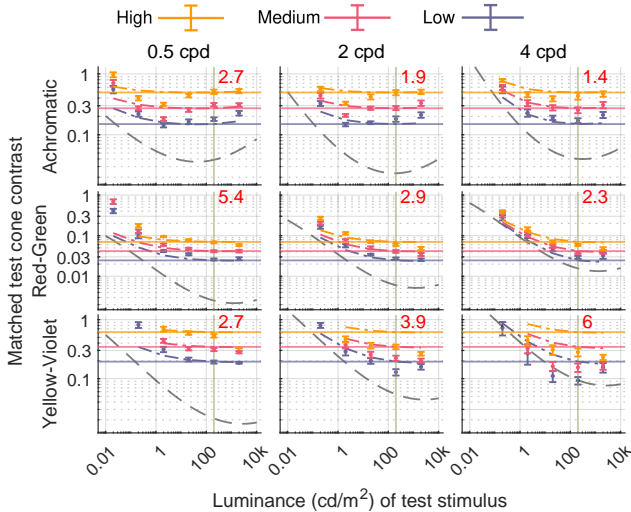 High Medium Low
0.5 cpd 2 cpd 4 cpd
Matched test cone contrast
Achromatic
1 0.3 0.1
2.7 1.9 1.4
Red-Green
1 0.3 0.1 0.03 0.01
5.4 2.9 2.3
Yellow-Violet
1 0.3 0.1
2.7 3.9 6
0.01 1 100 10k 0.01 1 100 10k 0.01 1 100 10k
Luminance (cd/m²) of test stimulus